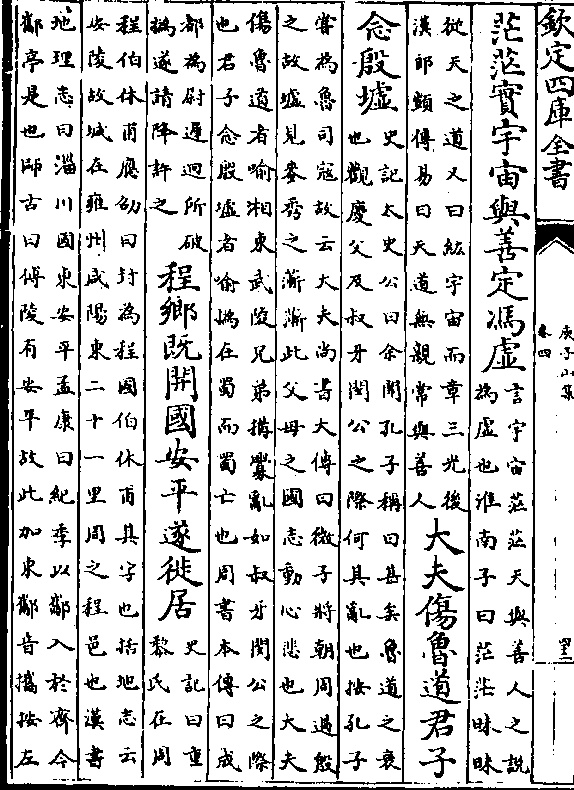 欽定四庫全書
庾子山集
卷四
茫茫實宇宙與善定馮虛
言宇宙茫茫天與善人之說
為虛也淮南子曰茫茫昧昧
從天之道又曰紘宇宙而章三光後
漢郎顗傳易曰天道無親常與善人
大夫傷魯道君子
念殷墟
史記太史公曰余聞孔子稱曰甚矣魯道之衰
也觀慶父及叔牙閔公之際何其亂也按孔子
嘗為魯司寇故云大夫尚書大傳曰微子將朝周過殷
之故墟見麥秀之漸漸此父母之國志動心悲也大夫
傷魯道者喻湘東武陵兄弟搆釁亂如叔牙閔公之際
也君子念殷墟者喻撝在蜀而蜀亡也周書本傳曰成
都為尉遲迥所破
撝遂請降許之
程鄉既開國安平遂徙居
史記曰重
黎氏在周
程伯休甫應劭曰封為程國伯休甫其字也括地志云
安陵故城在雍州咸陽東二十一里周之程邑也漢書
地理志曰淄川國東安平孟康曰紀季以酅入於齊今
酅亭是也師古曰博陵有安平故此加東酅音攜按左